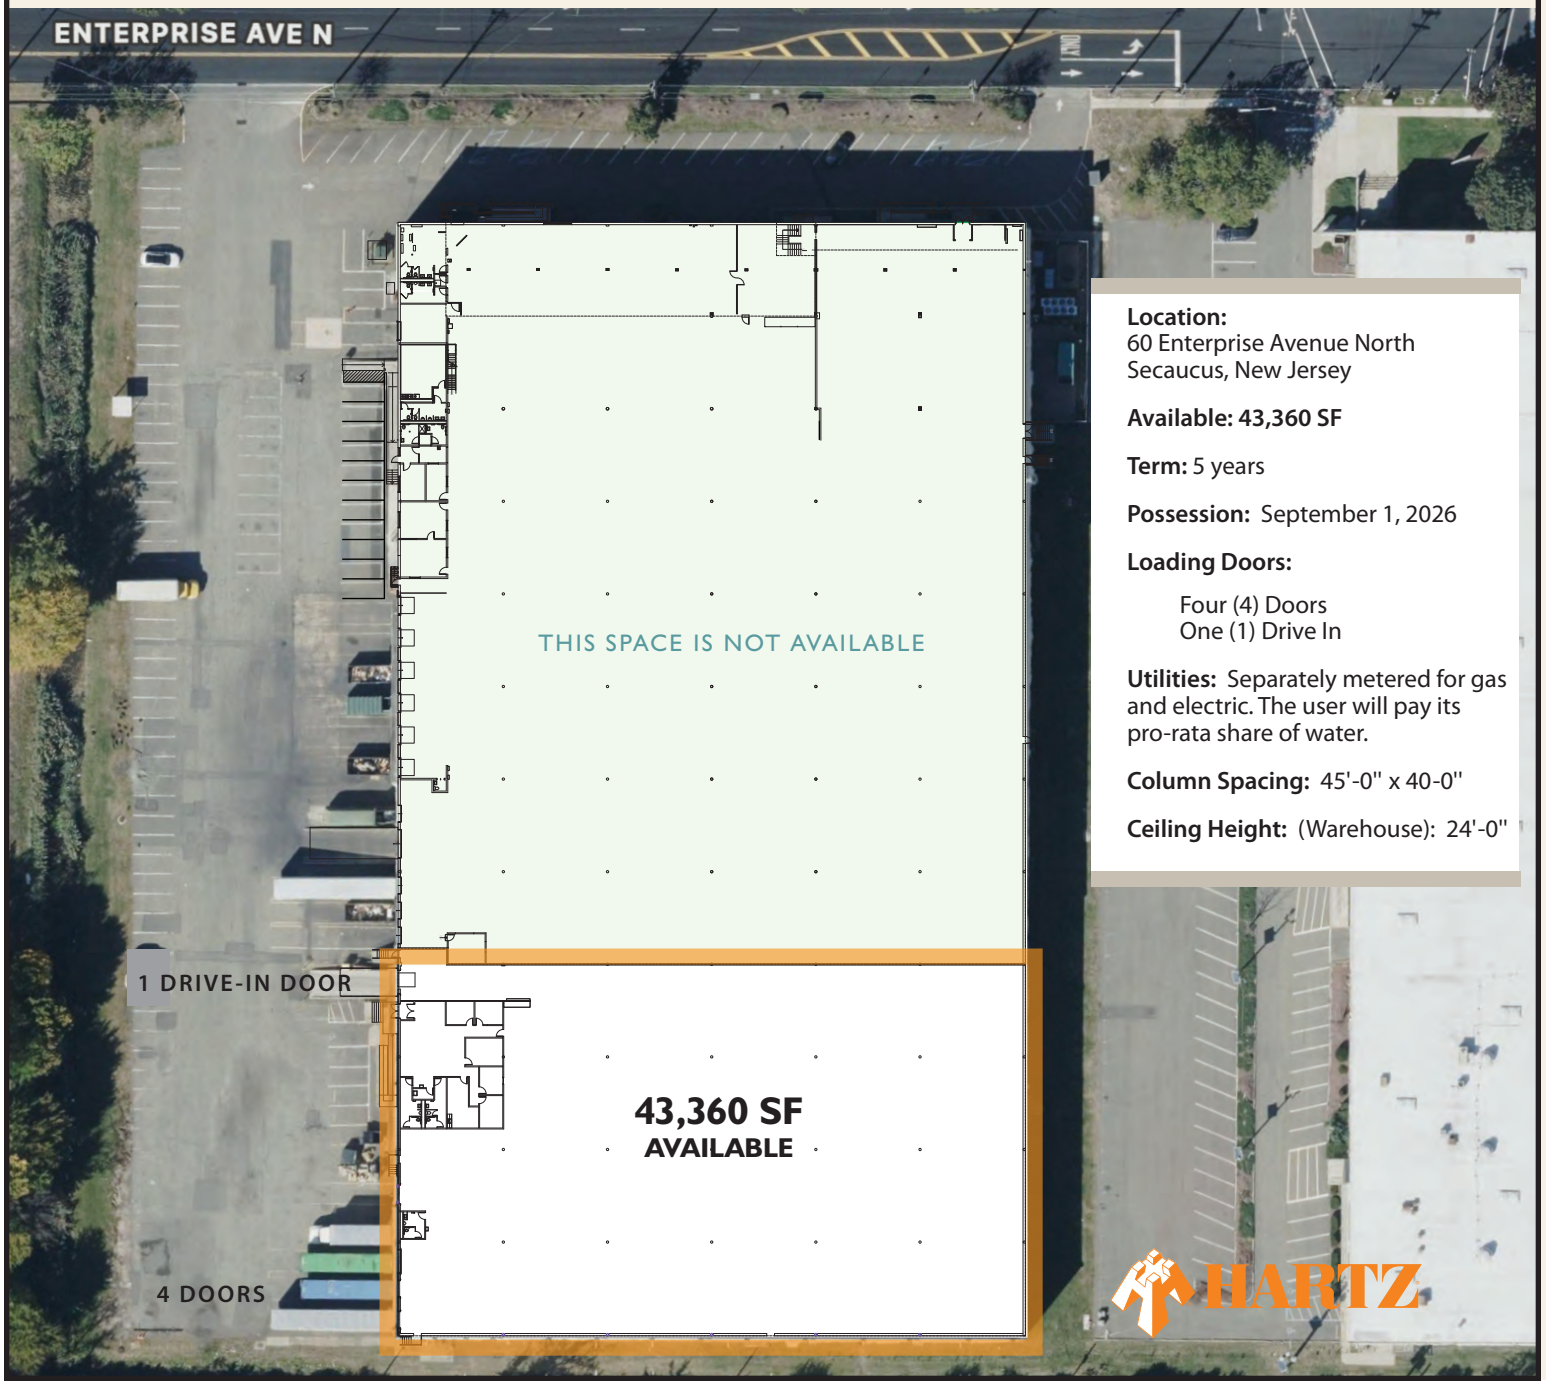 ENTERPRISE AVE N
ONLY
Location:
60 Enterprise Avenue North
Secaucus, New Jersey
Available: 43,360 SF
Term: 5 years
Possession: September 1, 2026
Loading Doors:
Four (4) Doors
One (1) Drive In
Utilities: Separately metered for gas
and electric. The user will pay its
pro-rata share of water.
Column Spacing: 45'-0" x 40-0"
Ceiling Height: (Warehouse): 24'-0"
THIS SPACE IS NOT AVAILABLE
1 DRIVE-IN DOOR
43,360 SF
AVAILABLE
4 DOORS
HARTZ